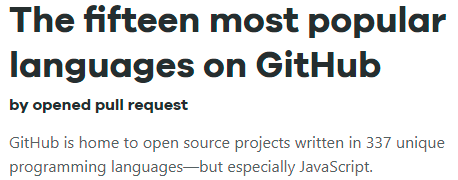 The fifteen most popular
languages on GitHub
by opened pull request
GitHub is home to open source projects written in 337 unique
programming languages—but especially JavaScript.